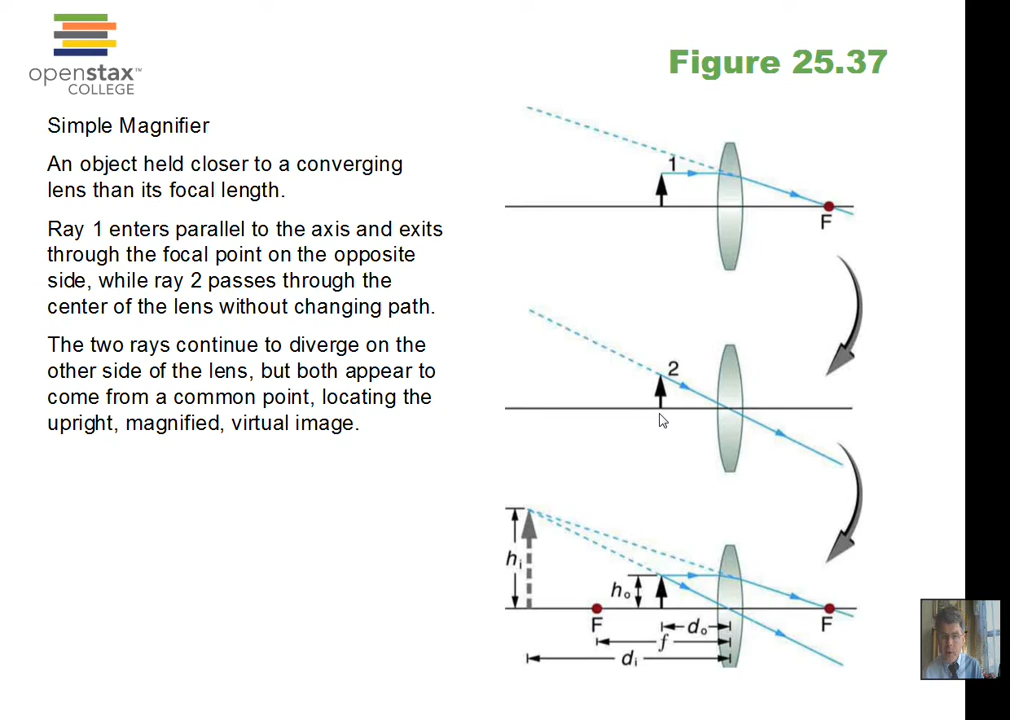 openstax™
COLLEGE
Figure 25.37
Simple Magnifier
An object held closer to a converging
lens than its focal length.
Ray 1 enters parallel to the axis and exits
through the focal point on the opposite
side, while ray 2 passes through the
center of the lens without changing path.
The two rays continue to diverge on the
other side of the lens, but both appear to
come from a common point, locating the
upright, magnified, virtual image.
1
F
2
hi
ho
F
do
F
f
di